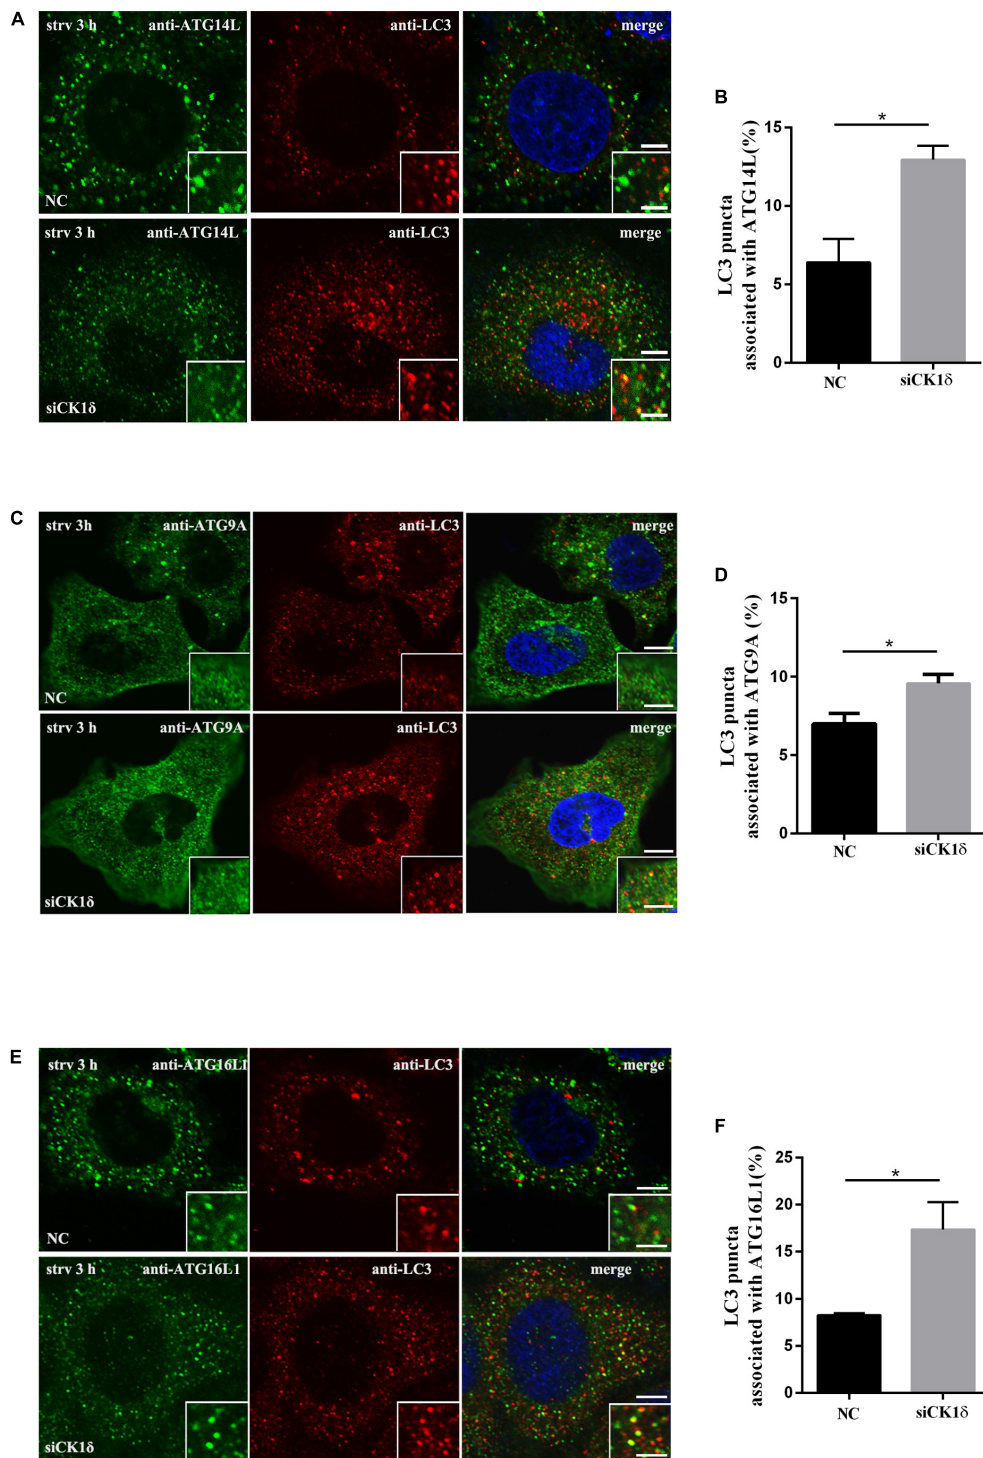 A
strv 3 h anti-ATG14L anti-LC3 merge
NC
strv 3 h anti-ATG14L anti-LC3 merge
siCK1δ
B
LC3 puncta
associated with ATG14L(%)
15
*
10
5
0
NC siCK1δ
C
strv 3h anti-ATG9A anti-LC3 merge
NC
strv 3 h anti-ATG9A anti-LC3 merge
siCK1δ
D
LC3 puncta
associated with ATG9A (%)
15
*
10
5
0
NC siCK1δ
E
strv 3 h anti-ATG16L1 anti-LC3 merge
NC
strv 3 h anti-ATG16L1 anti-LC3 merge
siCK1δ
F
LC3 puncta
associated with ATG16L1(%)
25
*
20
15
10
5
0
NC siCK1δ